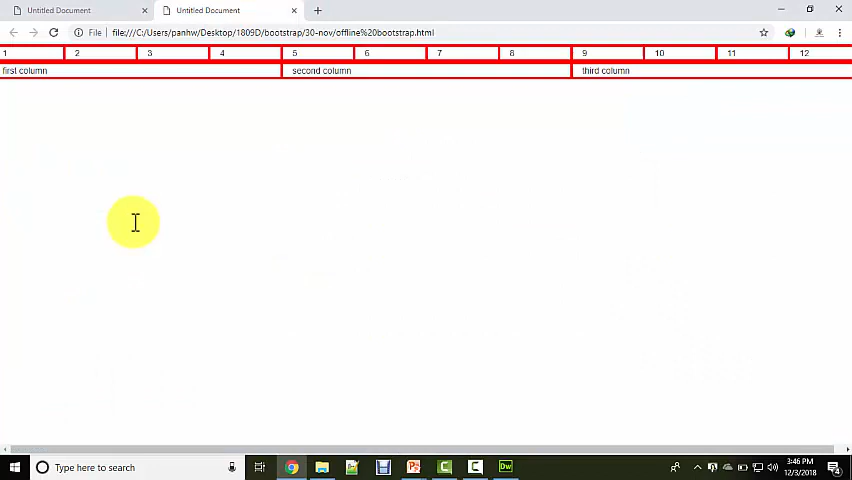 Untitled Document
Untitled Document
File
file:///C:/Users/panhw/Desktop/1809D/bootstrap/30-nov/offline%20bootstrap.html
1 2 3 4 5 6 7 8 9 10 11 12
first column second column third column
Type here to search
Dw
3:46 PM
12/3/2018
4